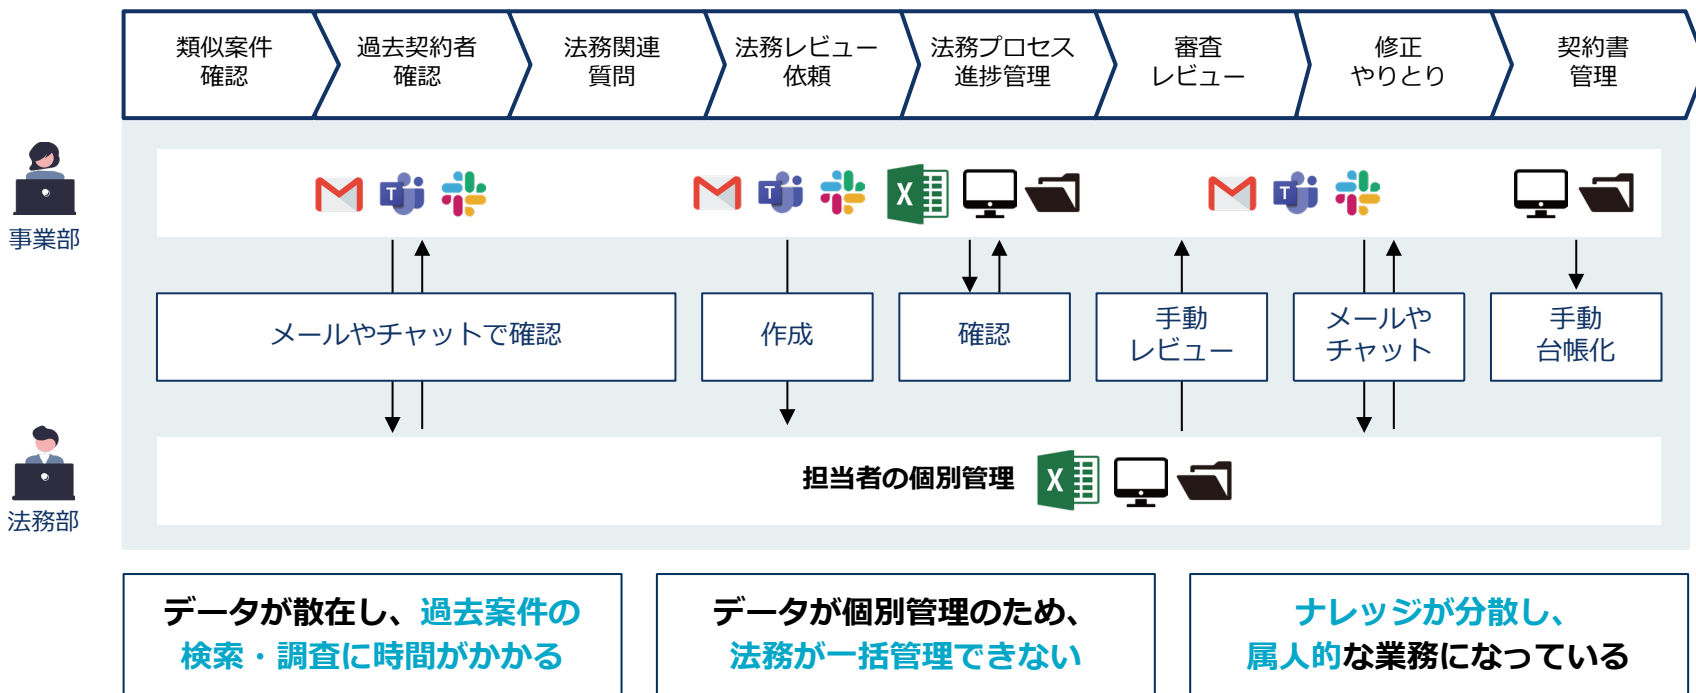 類似案件
確認
過去契約者
確認
法務関連
質問
法務レビュー
依頼
法務プロセス
進捗管理
審査
レビュー
修正
やりとり
契約書
管理
事業部
T
X
メールやチャットで確認
作成
確認
手動
レビュー
メールや
チャット
手動
台帳化
法務部
担当者の個別管理
X
データが散在し、過去案件の
検索・調査に時間がかかる
データが個別管理のため、
法務が一括管理できない
ナレッジが分散し、
属人的な業務になっている